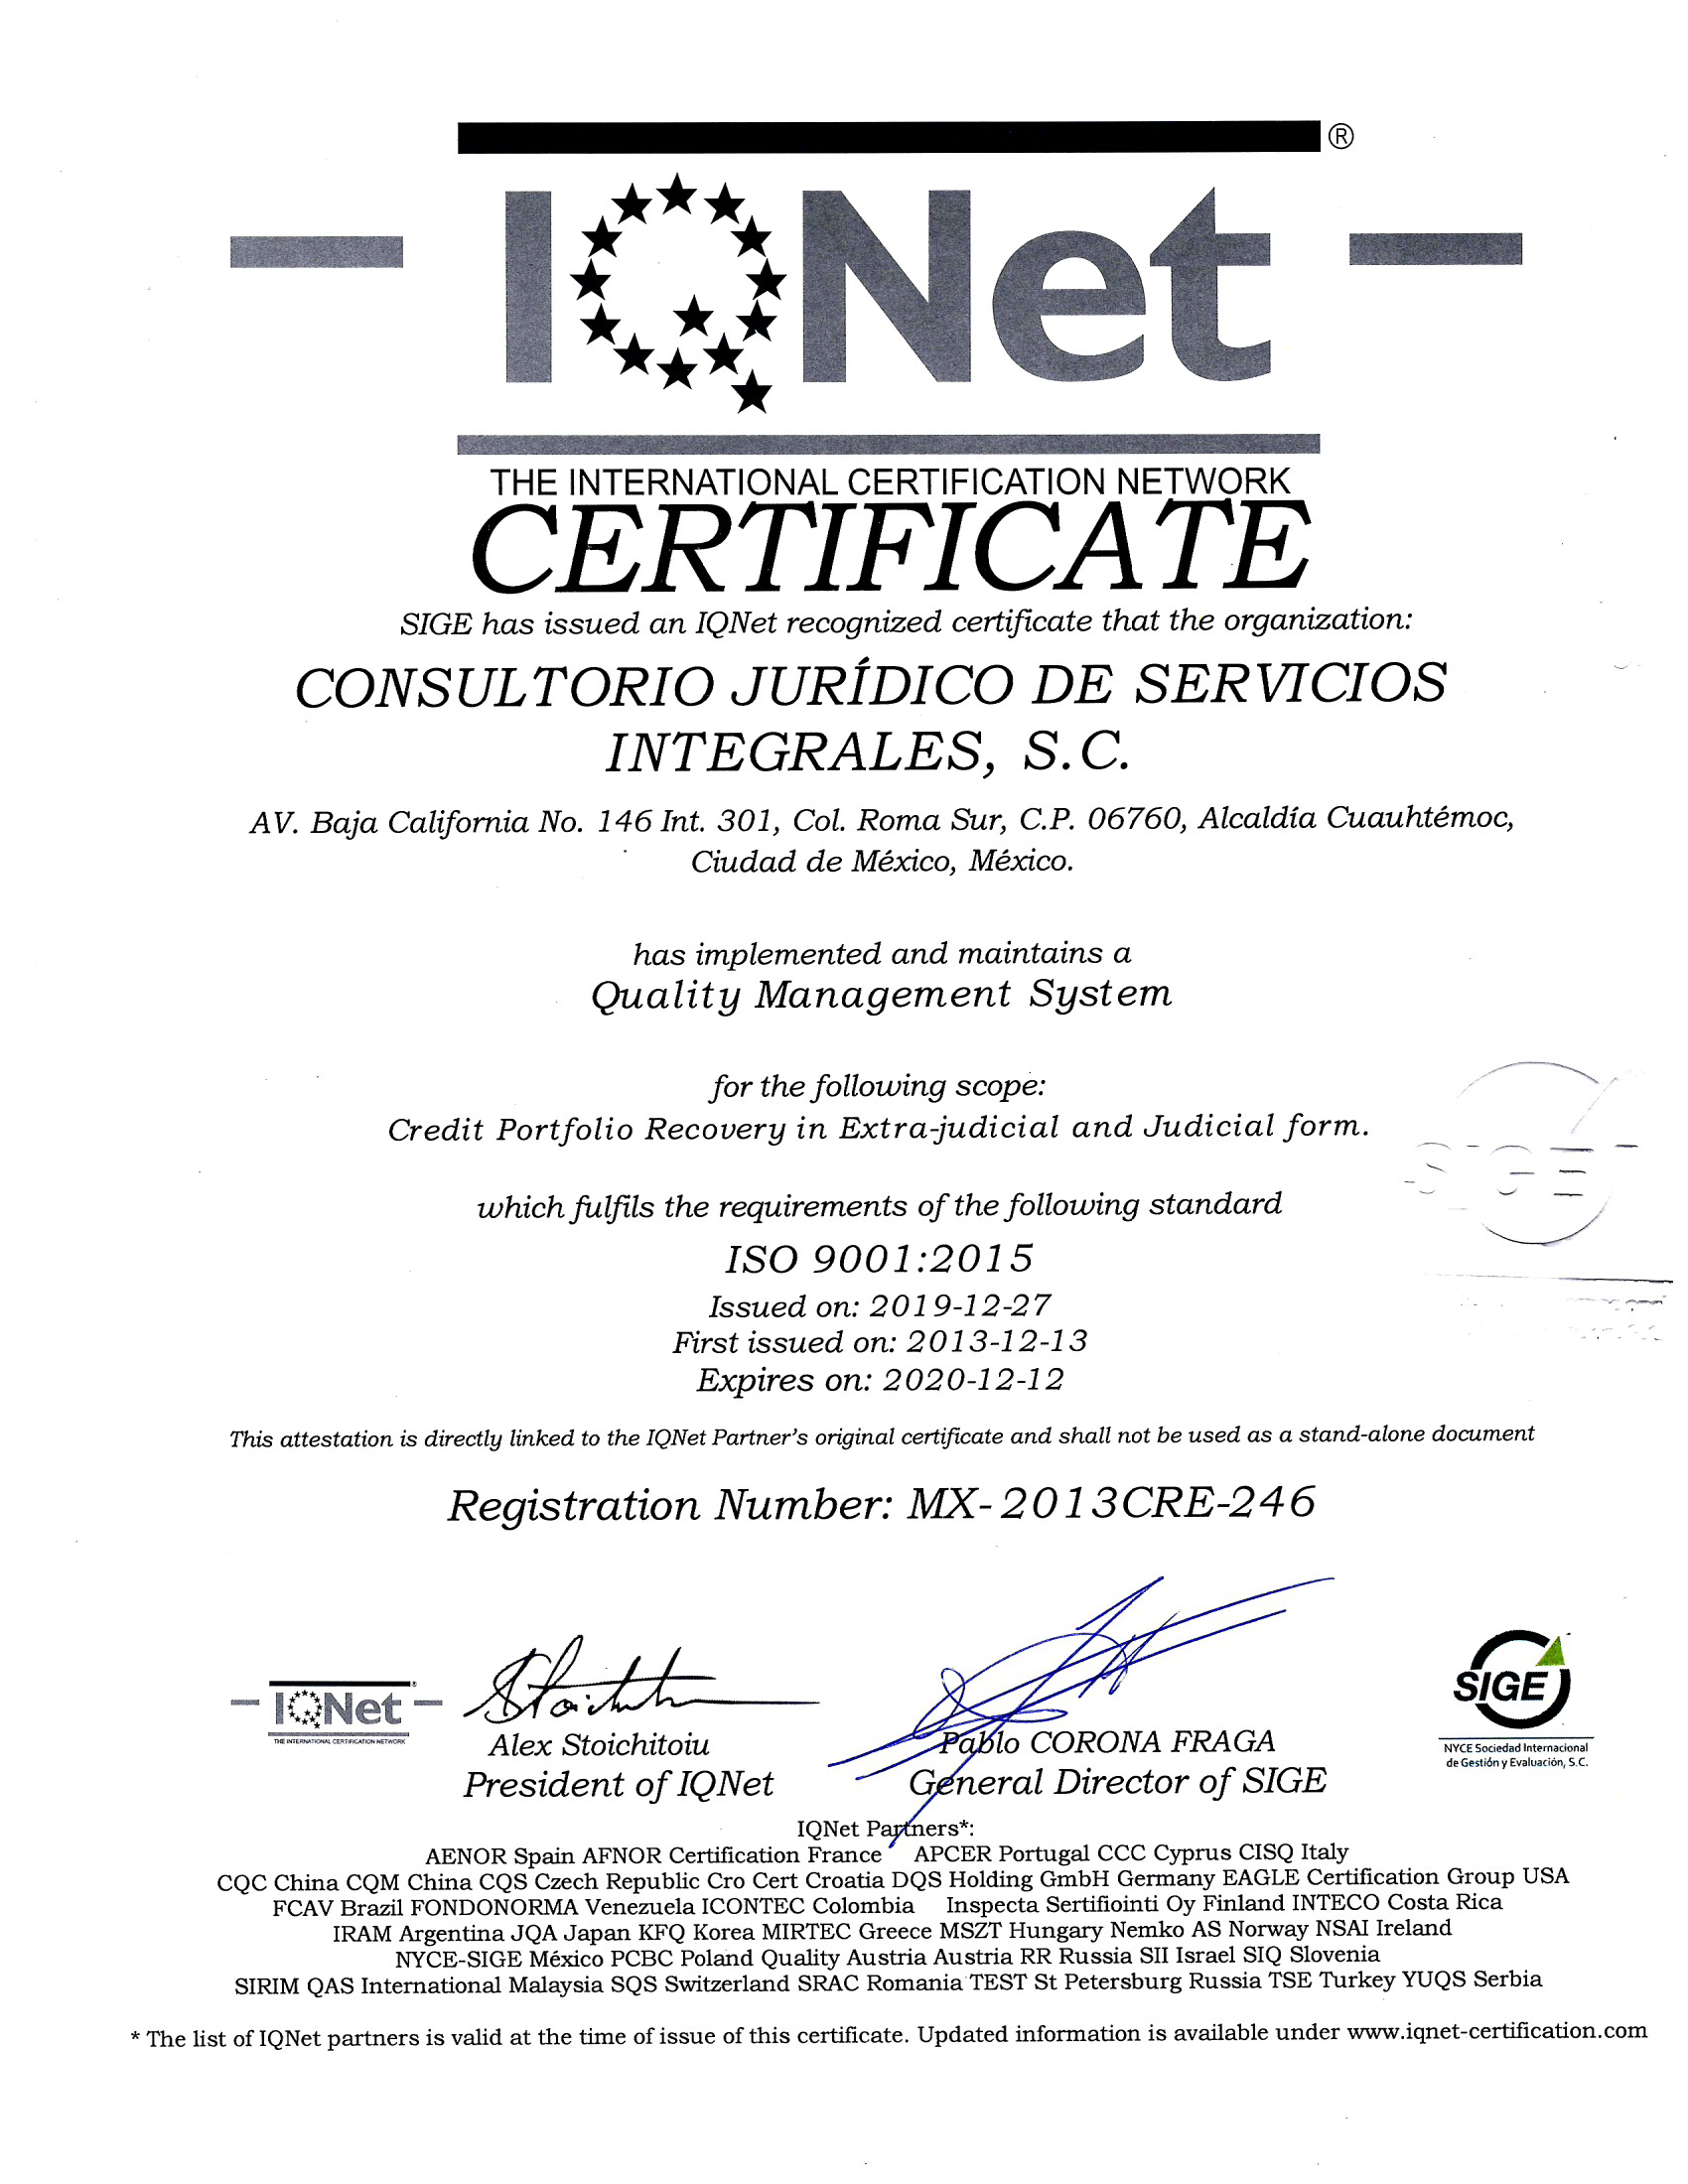 IQNet ®
THE INTERNATIONAL CERTIFICATION NETWORK
CERTIFICATE
SIGE has issued an IQNet recognized certificate that the organization:
CONSULTORIO JURÍDICO DE SERVICIOS
INTEGRALES, S.C.
AV. Baja California No. 146 Int. 301, Col. Roma Sur, C.P. 06760, Alcaldía Cuauhtémoc,
Ciudad de México, México.
has implemented and maintains a
Quality Management System
for the following scope:
Credit Portfolio Recovery in Extra-judicial and Judicial form.
SIGE
which fulfils the requirements of the following standard
ISO 9001:2015
Issued on: 2019-12-27
First issued on: 2013-12-13
Expires on: 2020-12-12
This attestation is directly linked to the IQNet Partner's original certificate and shall not be used as a stand-alone document
Registration Number: MX-2013CRE-246
IQNet
THE INTERNATIONAL CERTIFICATION NETWORK
Alex Stoichitoiu
President of IQNet
Pablo CORONA FRAGA
General Director of SIGE
SIGE
NYCE Sociedad Internacional
de Gestión y Evaluación, S.C.
IQNet Partners*:
AENOR Spain AFNOR Certification France APCER Portugal CCC Cyprus CISQ Italy
CQC China CQM China CQS Czech Republic Cro Cert Croatia DQS Holding GmbH Germany EAGLE Certification Group USA
FCAV Brazil FONDONORMA Venezuela ICONTEC Colombia Inspecta Sertifiointi Oy Finland INTECO Costa Rica
IRAM Argentina JQA Japan KFQ Korea MIRTEC Greece MSZT Hungary Nemko AS Norway NSAI Ireland
NYCE-SIGE México PCBC Poland Quality Austria Austria RR Russia SII Israel SIQ Slovenia
SIRIM QAS International Malaysia SQS Switzerland SRAC Romania TEST St Petersburg Russia TSE Turkey YUQS Serbia
* The list of IQNet partners is valid at the time of issue of this certificate. Updated information is available under www.iqnet-certification.com